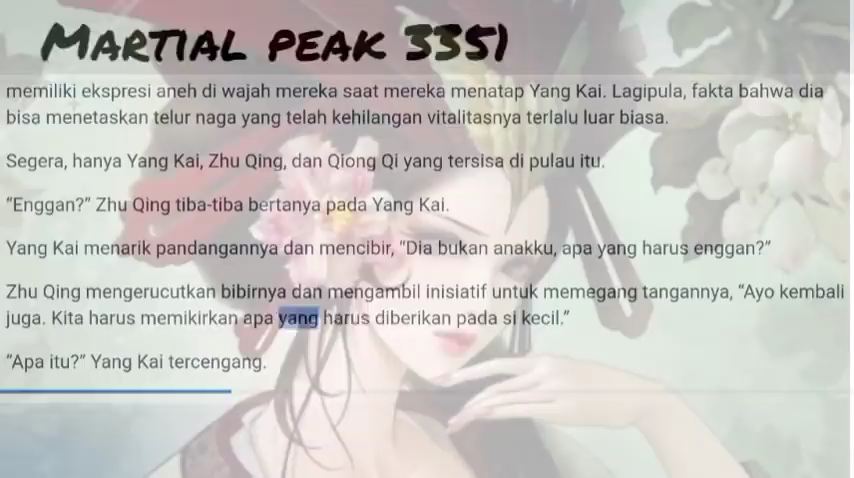 MARTIAL PEAK 3351
memiliki ekspresi aneh di wajah mereka saat mereka menatap Yang Kai. Lagipula, fakta bahwa dia
bisa menetaskan telur naga yang telah kehilangan vitalitasnya terlalu luar biasa.
Segera, hanya Yang Kai, Zhu Qing, dan Qiong Qi yang tersisa di pulau itu.
“Enggan?” Zhu Qing tiba-tiba bertanya pada Yang Kai.
Yang Kai menarik pandangannya dan mencibir, “Dia bukan anakku, apa yang harus enggan?”
Zhu Qing mengerucutkan bibirnya dan mengambil inisiatif untuk memegang tangannya, “Ayo kembali
juga. Kita harus memikirkan apa yang harus diberikan pada si kecil.”
“Apa itu?” Yang Kai tercengang.